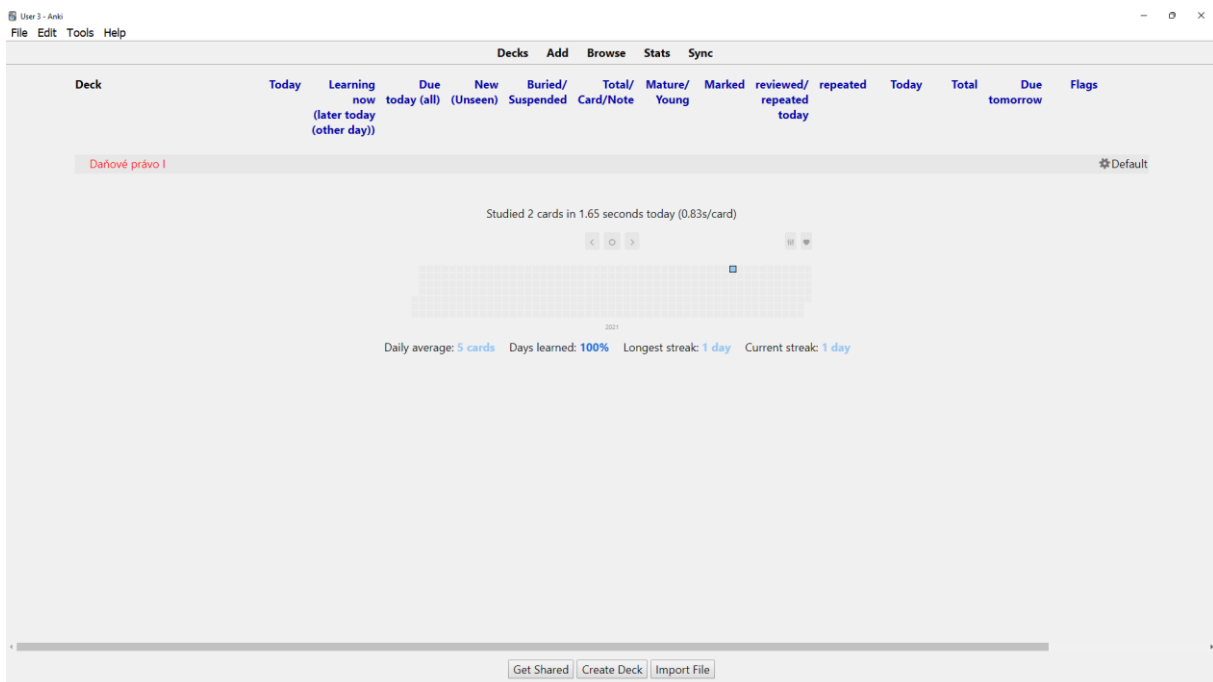 User 3 - Anki
File Edit Tools Help
Decks Add Browse Stats Sync
Deck Today Learning Due New Buried/ Total/ Mature/ Marked reviewed/ repeated Today Total Due Flags
now today (all) (Unseen) Suspended Card/Note Young repeated tomorrow
(later today today
(other day))
Daňové právo I Default
Studied 2 cards in 1.65 seconds today (0.83s/card)
2021
Daily average: 5 cards Days learned: 100% Longest streak: 1 day Current streak: 1 day
Get Shared Create Deck Import File